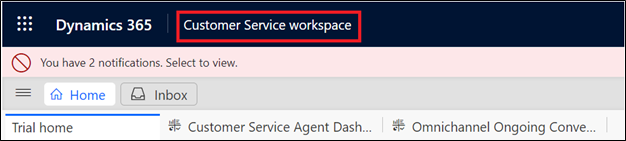 Dynamics 365 Customer Service workspace
You have 2 notifications. Select to view.
Home Inbox
Trial home Customer Service Agent Dash... Omnichannel Ongoing Conve...